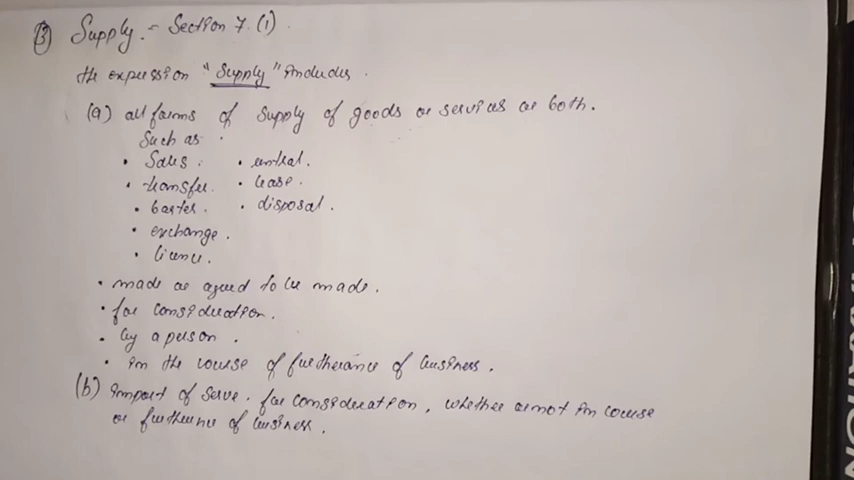 (3) Supply :- Section 7 (1).
the expression "Supply" includes.
(a) all forms of supply of goods or services or both.
Such as
• Sales. • rental.
• transfer. • lease.
• barter. • disposal.
• exchange.
• licence.
• made or agreed to be made.
• for consideration.
• by a person.
• in the course of furtherance of business.
(b) import of serve. for consideration, whether or not in course
or furthernce of business.